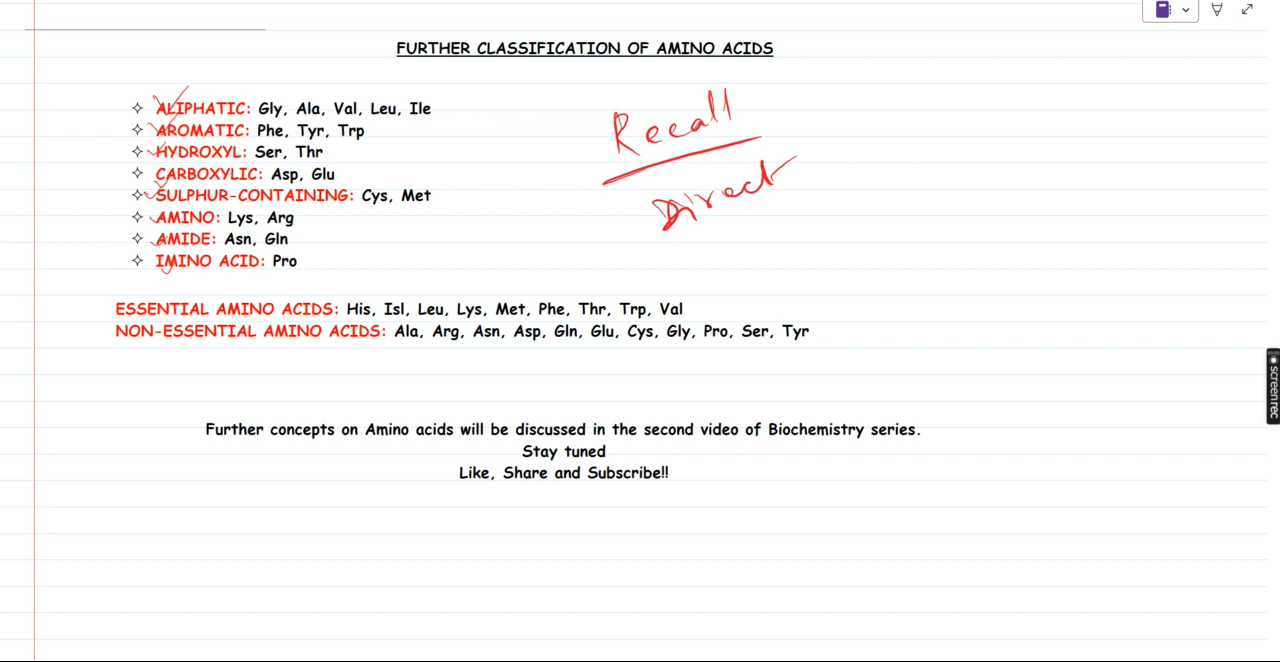 FURTHER CLASSIFICATION OF AMINO ACIDS
ALIPHATIC: Gly, Ala, Val, Leu, Ile
AROMATIC: Phe, Tyr, Trp
HYDROXYL: Ser, Thr
CARBOXYLIC: Asp, Glu
SULPHUR-CONTAINING: Cys, Met
AMINO: Lys, Arg
AMIDE: Asn, Gln
IMINO ACID: Pro
Recall
Direct
ESSENTIAL AMINO ACIDS: His, Isl, Leu, Lys, Met, Phe, Thr, Trp, Val
NON-ESSENTIAL AMINO ACIDS: Ala, Arg, Asn, Asp, Gln, Glu, Cys, Gly, Pro, Ser, Tyr
Further concepts on Amino acids will be discussed in the second video of Biochemistry series.
Stay tuned
Like, Share and Subscribe!!
screenrec